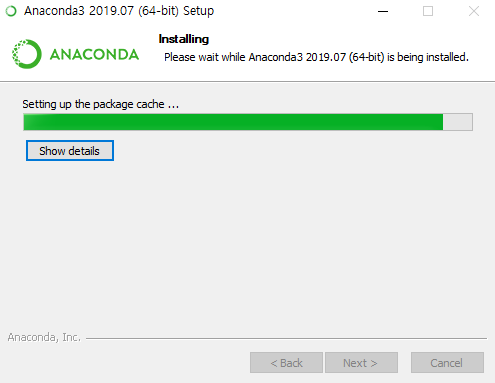 Anaconda3 2019.07 (64-bit) Setup
ANACONDA
Installing
Please wait while Anaconda3 2019.07 (64-bit) is being installed.
Setting up the package cache ...
Show details
Anaconda, Inc.
< Back
Next >
Cancel